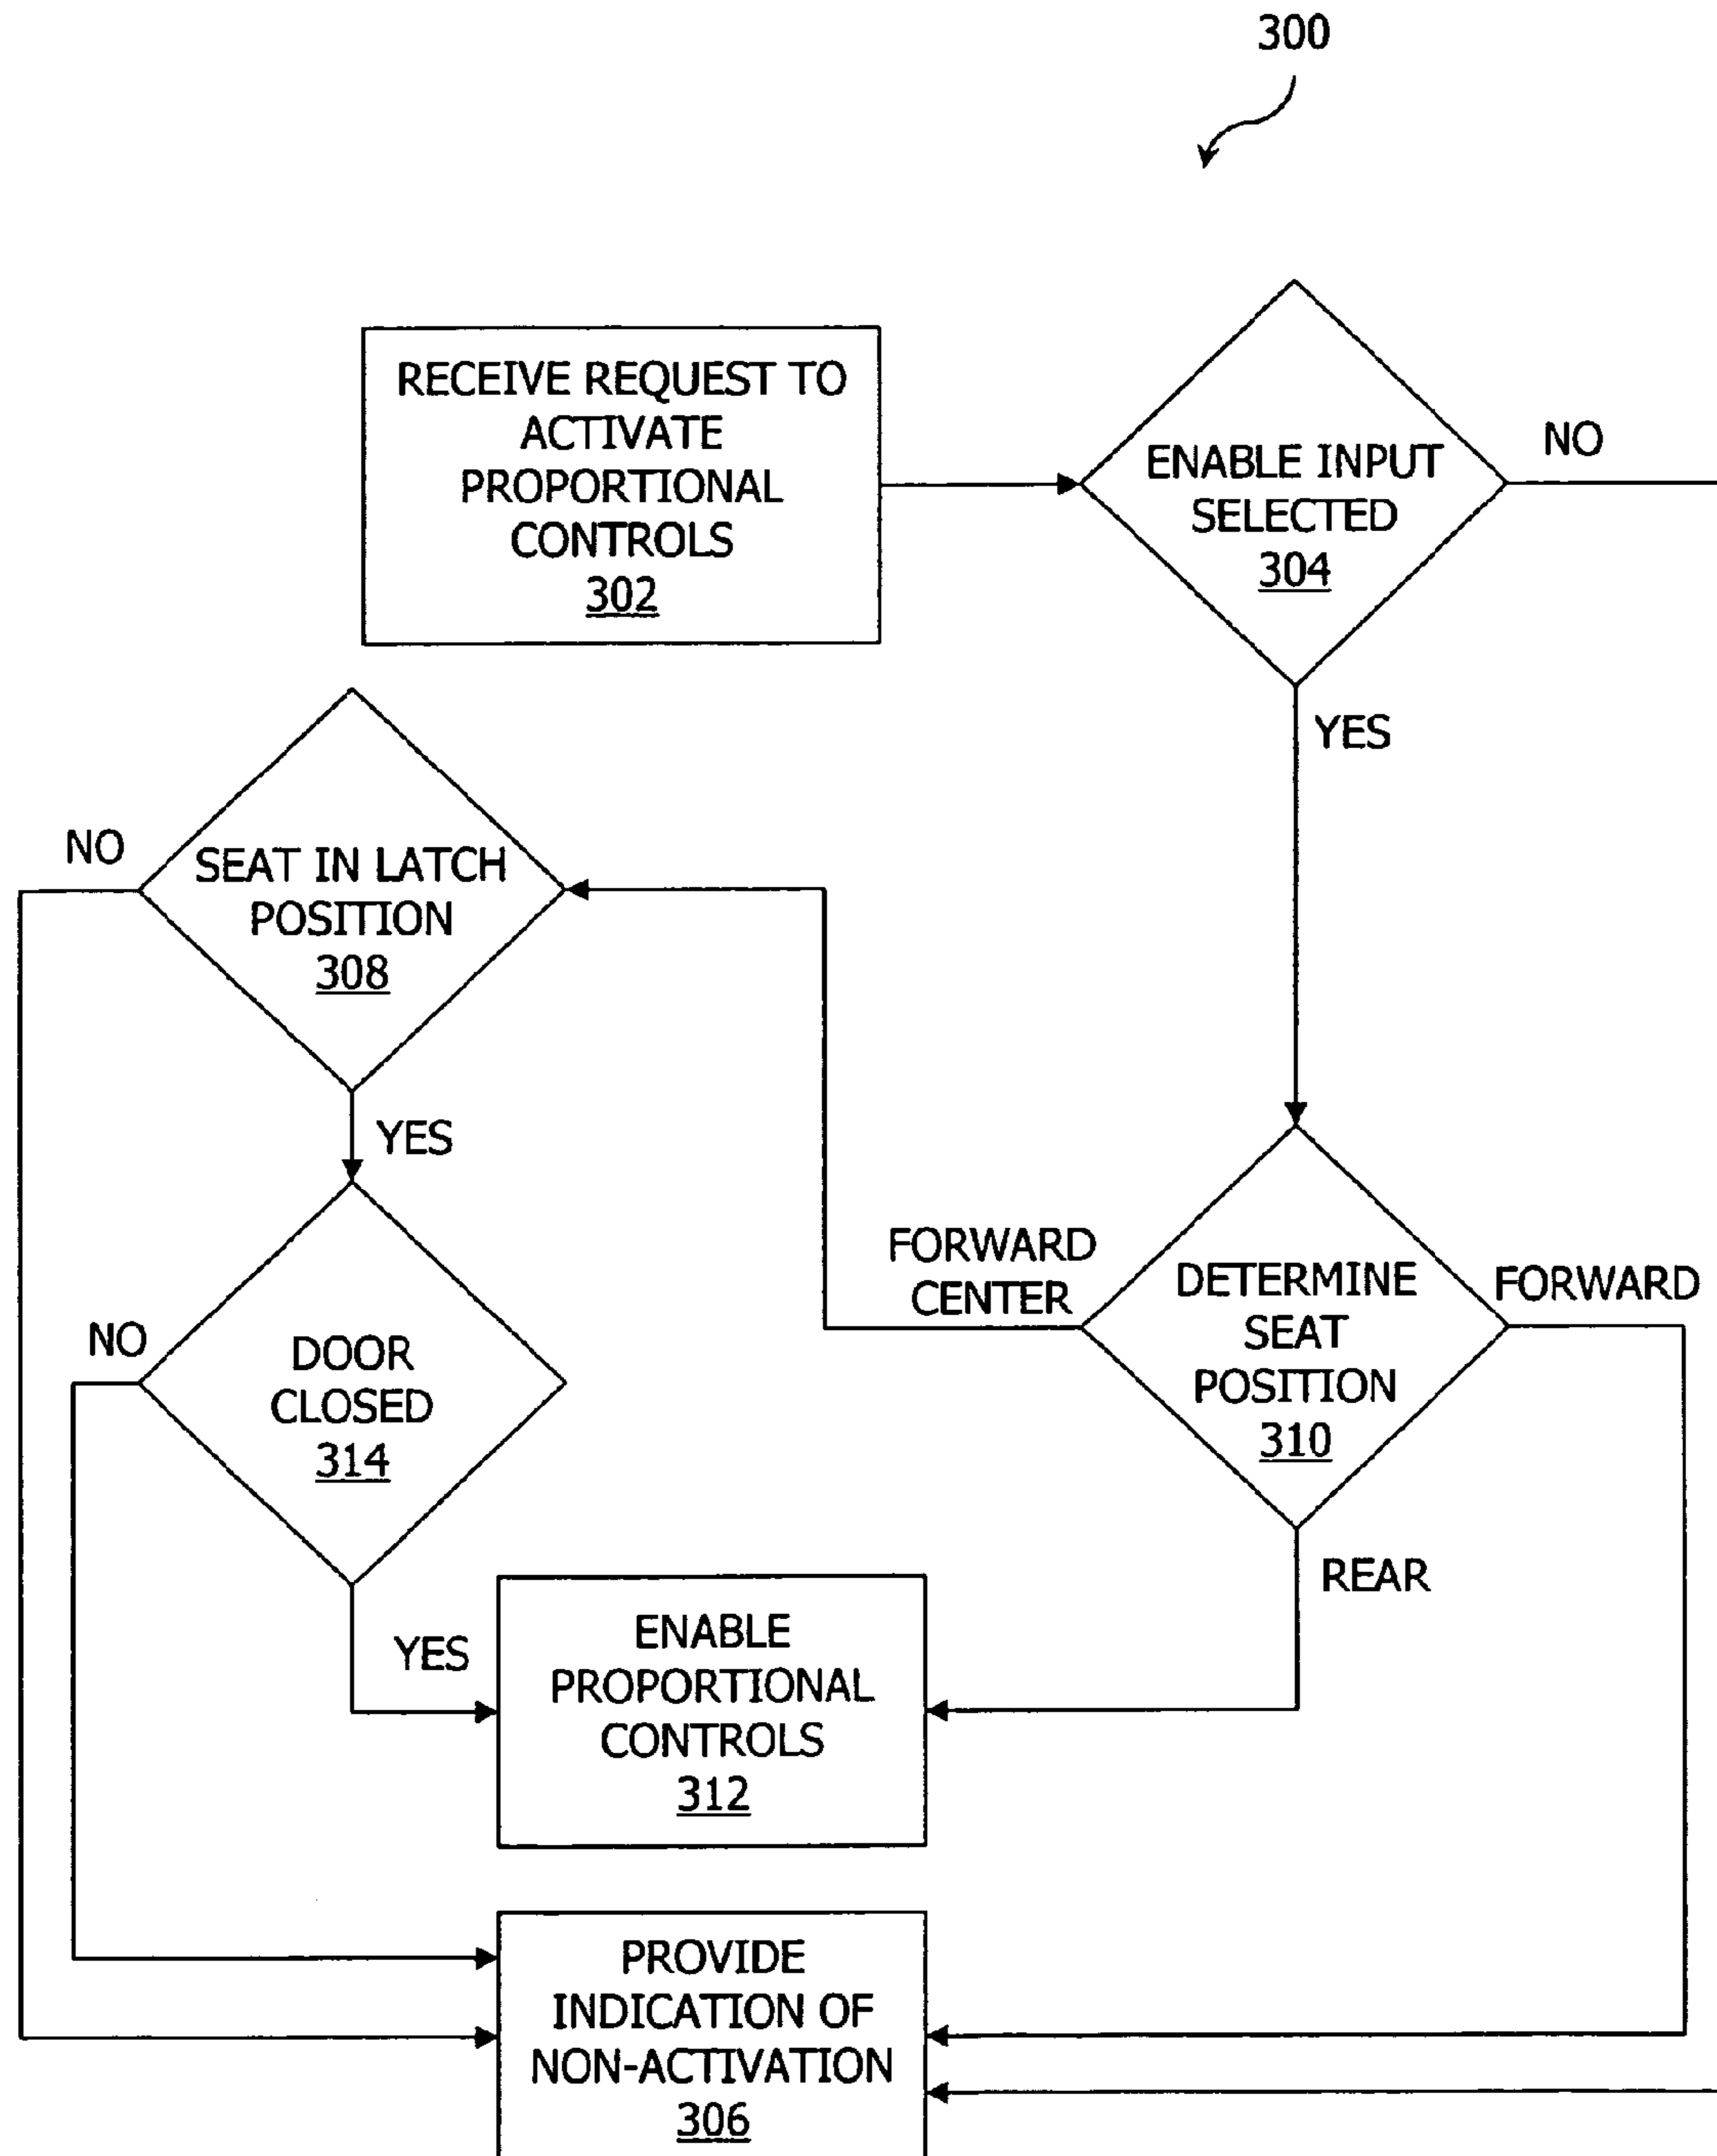 300
RECEIVE REQUEST TO
ACTIVATE
PROPORTIONAL
CONTROLS
302
ENABLE INPUT
SELECTED
304
NO
YES
NO
SEAT IN LATCH
POSITION
308
YES
FORWARD
CENTER
DETERMINE
SEAT
POSITION
310
FORWARD
NO
DOOR
CLOSED
314
REAR
YES
ENABLE
PROPORTIONAL
CONTROLS
312
PROVIDE
INDICATION OF
NON-ACTIVATION
306